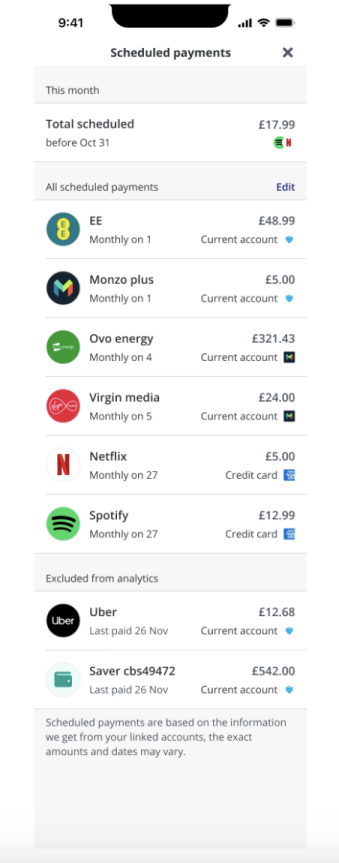 9:41
Scheduled payments
This month
Total scheduled £17.99
before Oct 31
All scheduled payments Edit
EE £48.99
Monthly on 1 Current account
Monzo plus £5.00
Monthly on 1 Current account
Ovo energy £321.43
Monthly on 4 Current account
Virgin media £24.00
Monthly on 5 Current account
Netflix £5.00
Monthly on 27 Credit card
Spotify £12.99
Monthly on 27 Credit card
Excluded from analytics
Uber Uber £12.68
Last paid 26 Nov Current account
Saver cbs49472 £542.00
Last paid 26 Nov Current account
Scheduled payments are based on the information
we get from your linked accounts, the exact
amounts and dates may vary.